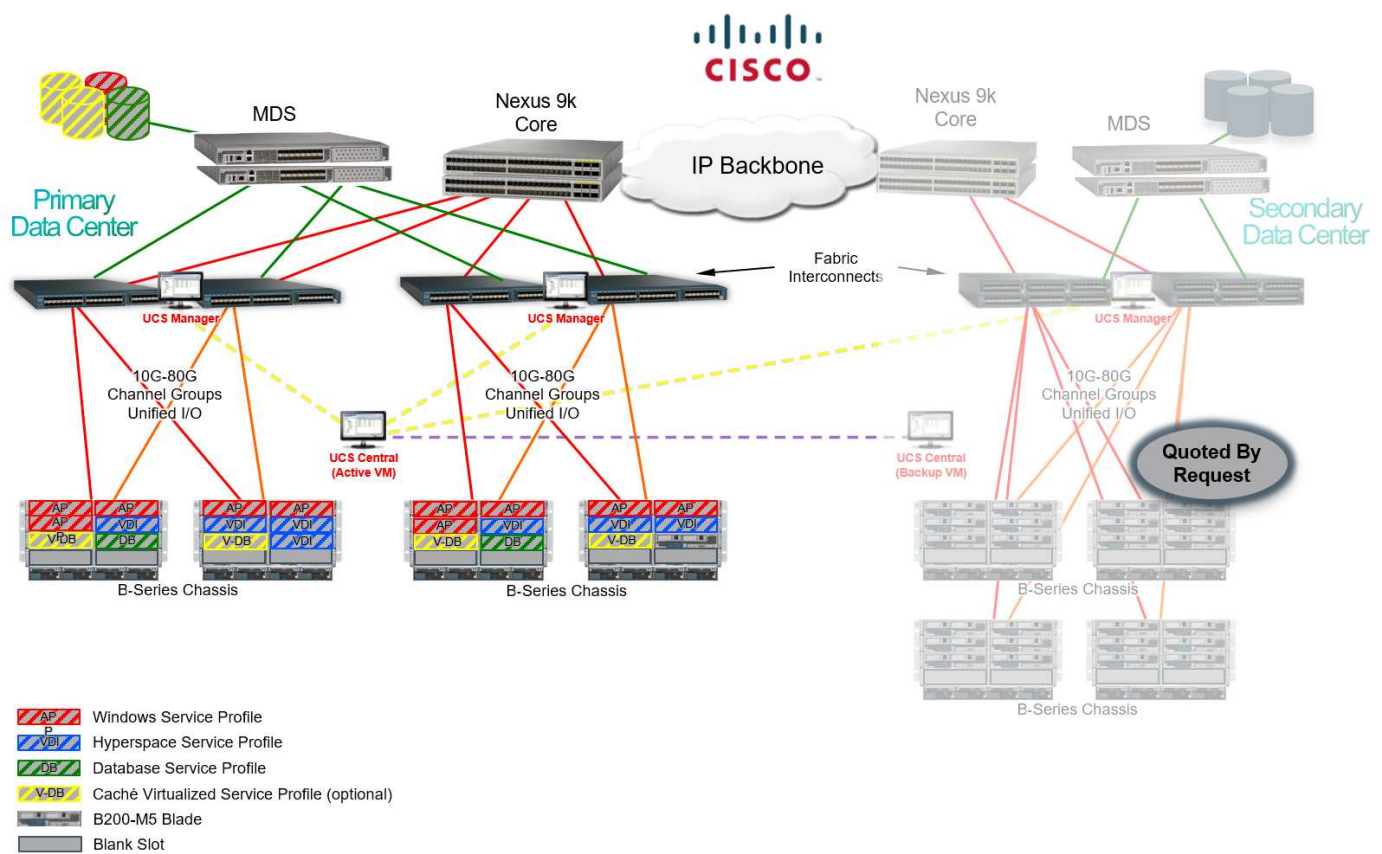 CISCO
MDS
Nexus 9k
Core
IP Backbone
Nexus 9k
Core
MDS
Primary
Data Center
Secondary
Data Center
Fabric
Interconnects
UCS Manager
UCS Manager
UCS Manager
10G-80G
Channel Groups
Unified I/O
10G-80G
Channel Groups
Unified I/O
10G-80G
Channel Groups
Unified I/O
UCS Central
(Active VM)
UCS Central
(Backup VM)
Quoted By
Request
AP AP
AP VDI
P
V-DB DB
AP AP
VDI VDI
V-DB VDI
AP AP
AP VDI
V-DB DB
AP AP
VDI VDI
V-DB
B-Series Chassis
B-Series Chassis
B-Series Chassis
B-Series Chassis
AP Windows Service Profile
P
VDI Hyperspace Service Profile
DB Database Service Profile
V-DB Caché Virtualized Service Profile (optional)
B200-M5 Blade
Blank Slot